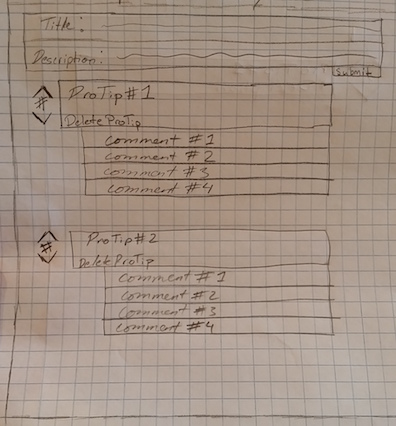 Title:
Description:
Submit
ProTip#1
#
Delete ProTip
comment #1
comment #2
comment #3
comment #4
ProTip#2
#
Delete ProTip
comment #1
comment #2
comment #3
comment #4